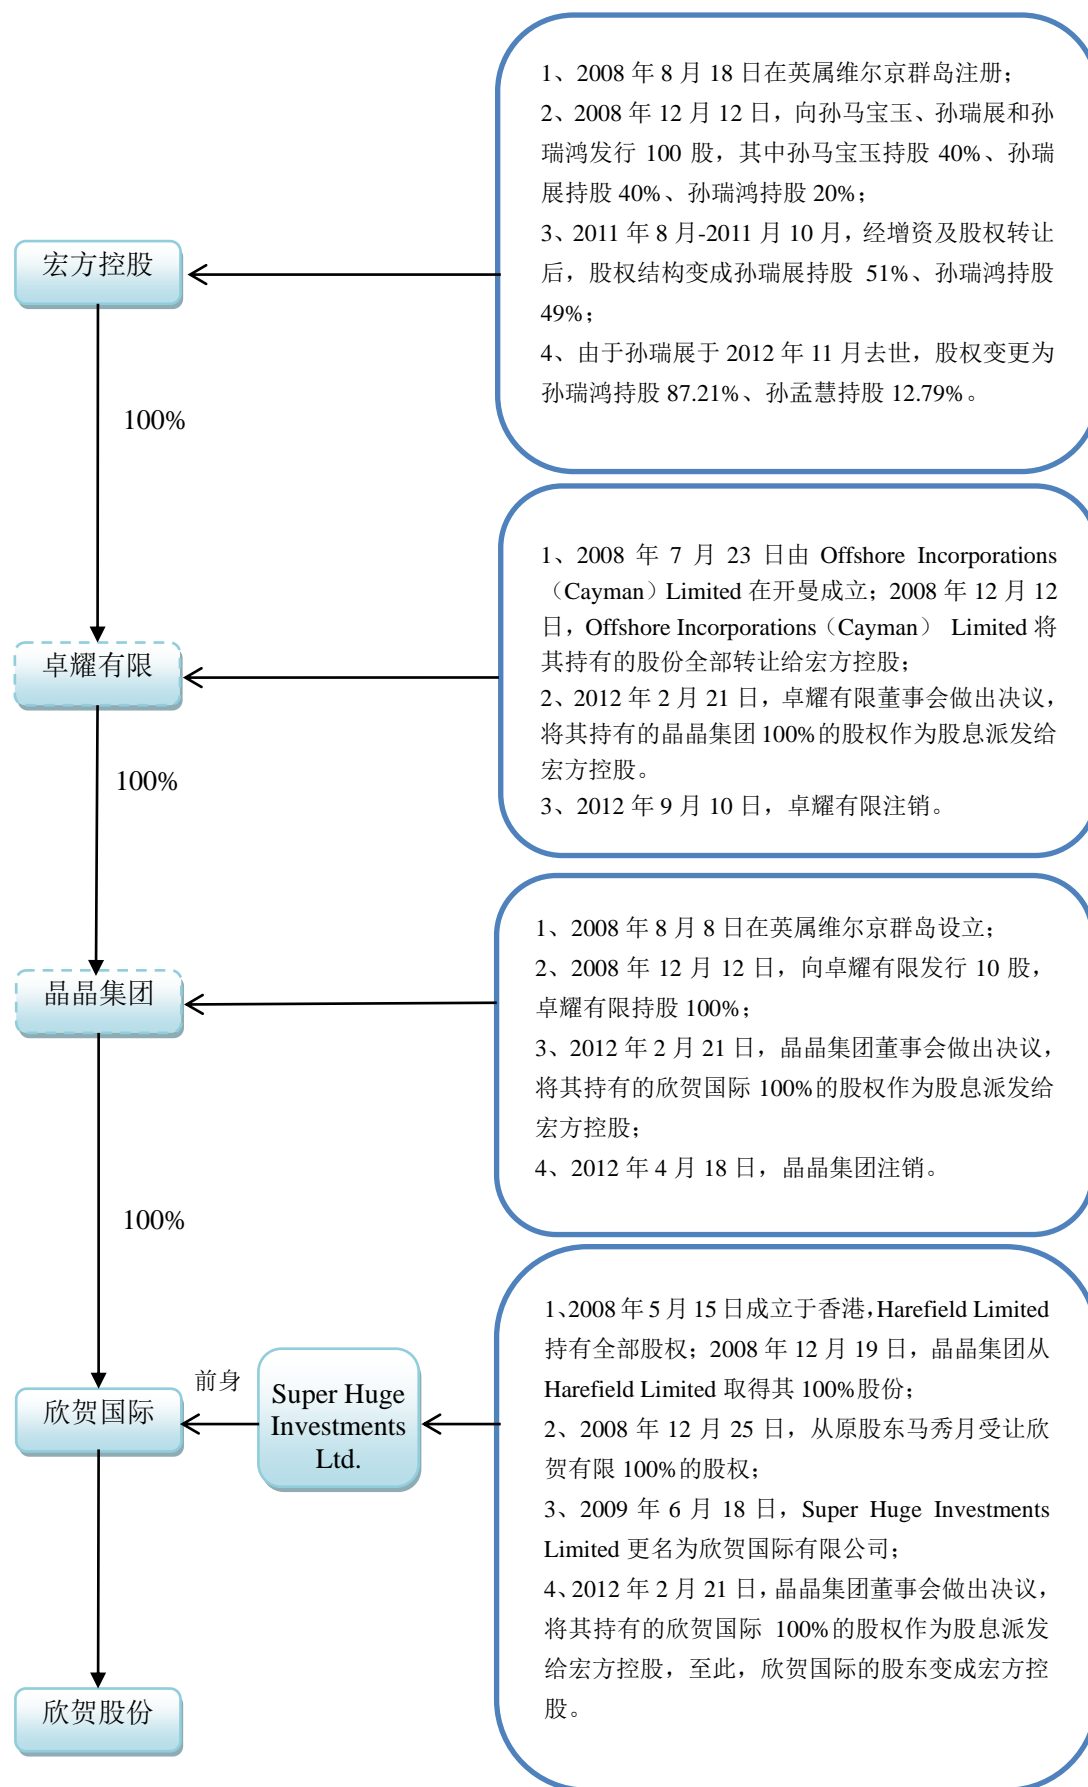 1、2008 年 8 月 18 日在英属维尔京群岛注册；
2、2008 年 12 月 12 日，向孙马宝玉、孙瑞展和孙
瑞鸿发行 100 股，其中孙马宝玉持股 40%、孙瑞
展持股 40%、孙瑞鸿持股 20%；
3、2011 年 8 月-2011 月 10 月，经增资及股权转让
后，股权结构变成孙瑞展持股 51%、孙瑞鸿持股
49%；
4、由于孙瑞展于 2012 年 11 月去世，股权变更为
孙瑞鸿持股 87.21%、孙孟慧持股 12.79%。
宏方控股
100%
1、2008 年 7 月 23 日由 Offshore Incorporations
（Cayman）Limited 在开曼成立；2008 年 12 月 12
日，Offshore Incorporations（Cayman） Limited 将
其持有的股份全部转让给宏方控股；
2、2012 年 2 月 21 日，卓耀有限董事会做出决议，
将其持有的晶晶集团 100%的股权作为股息派发给
宏方控股。
3、2012 年 9 月 10 日，卓耀有限注销。
卓耀有限
100%
1、2008 年 8 月 8 日在英属维尔京群岛设立；
2、2008 年 12 月 12 日，向卓耀有限发行 10 股，
卓耀有限持股 100%；
3、2012 年 2 月 21 日，晶晶集团董事会做出决议，
将其持有的欣贺国际 100%的股权作为股息派发给
宏方控股；
4、2012 年 4 月 18 日，晶晶集团注销。
晶晶集团
100%
1、2008 年 5 月 15 日成立于香港，Harefield Limited
持有全部股权；2008 年 12 月 19 日，晶晶集团从
Harefield Limited 取得其 100%股份；
2、2008 年 12 月 25 日，从原股东马秀月受让欣
贺有限 100%的股权；
3、2009 年 6 月 18 日，Super Huge Investments
Limited 更名为欣贺国际有限公司；
4、2012 年 2 月 21 日，晶晶集团董事会做出决议，
将其持有的欣贺国际 100%的股权作为股息派发
给宏方控股，至此，欣贺国际的股东变成宏方控
股。
欣贺国际
前身
Super Huge
Investments
Ltd.
欣贺股份